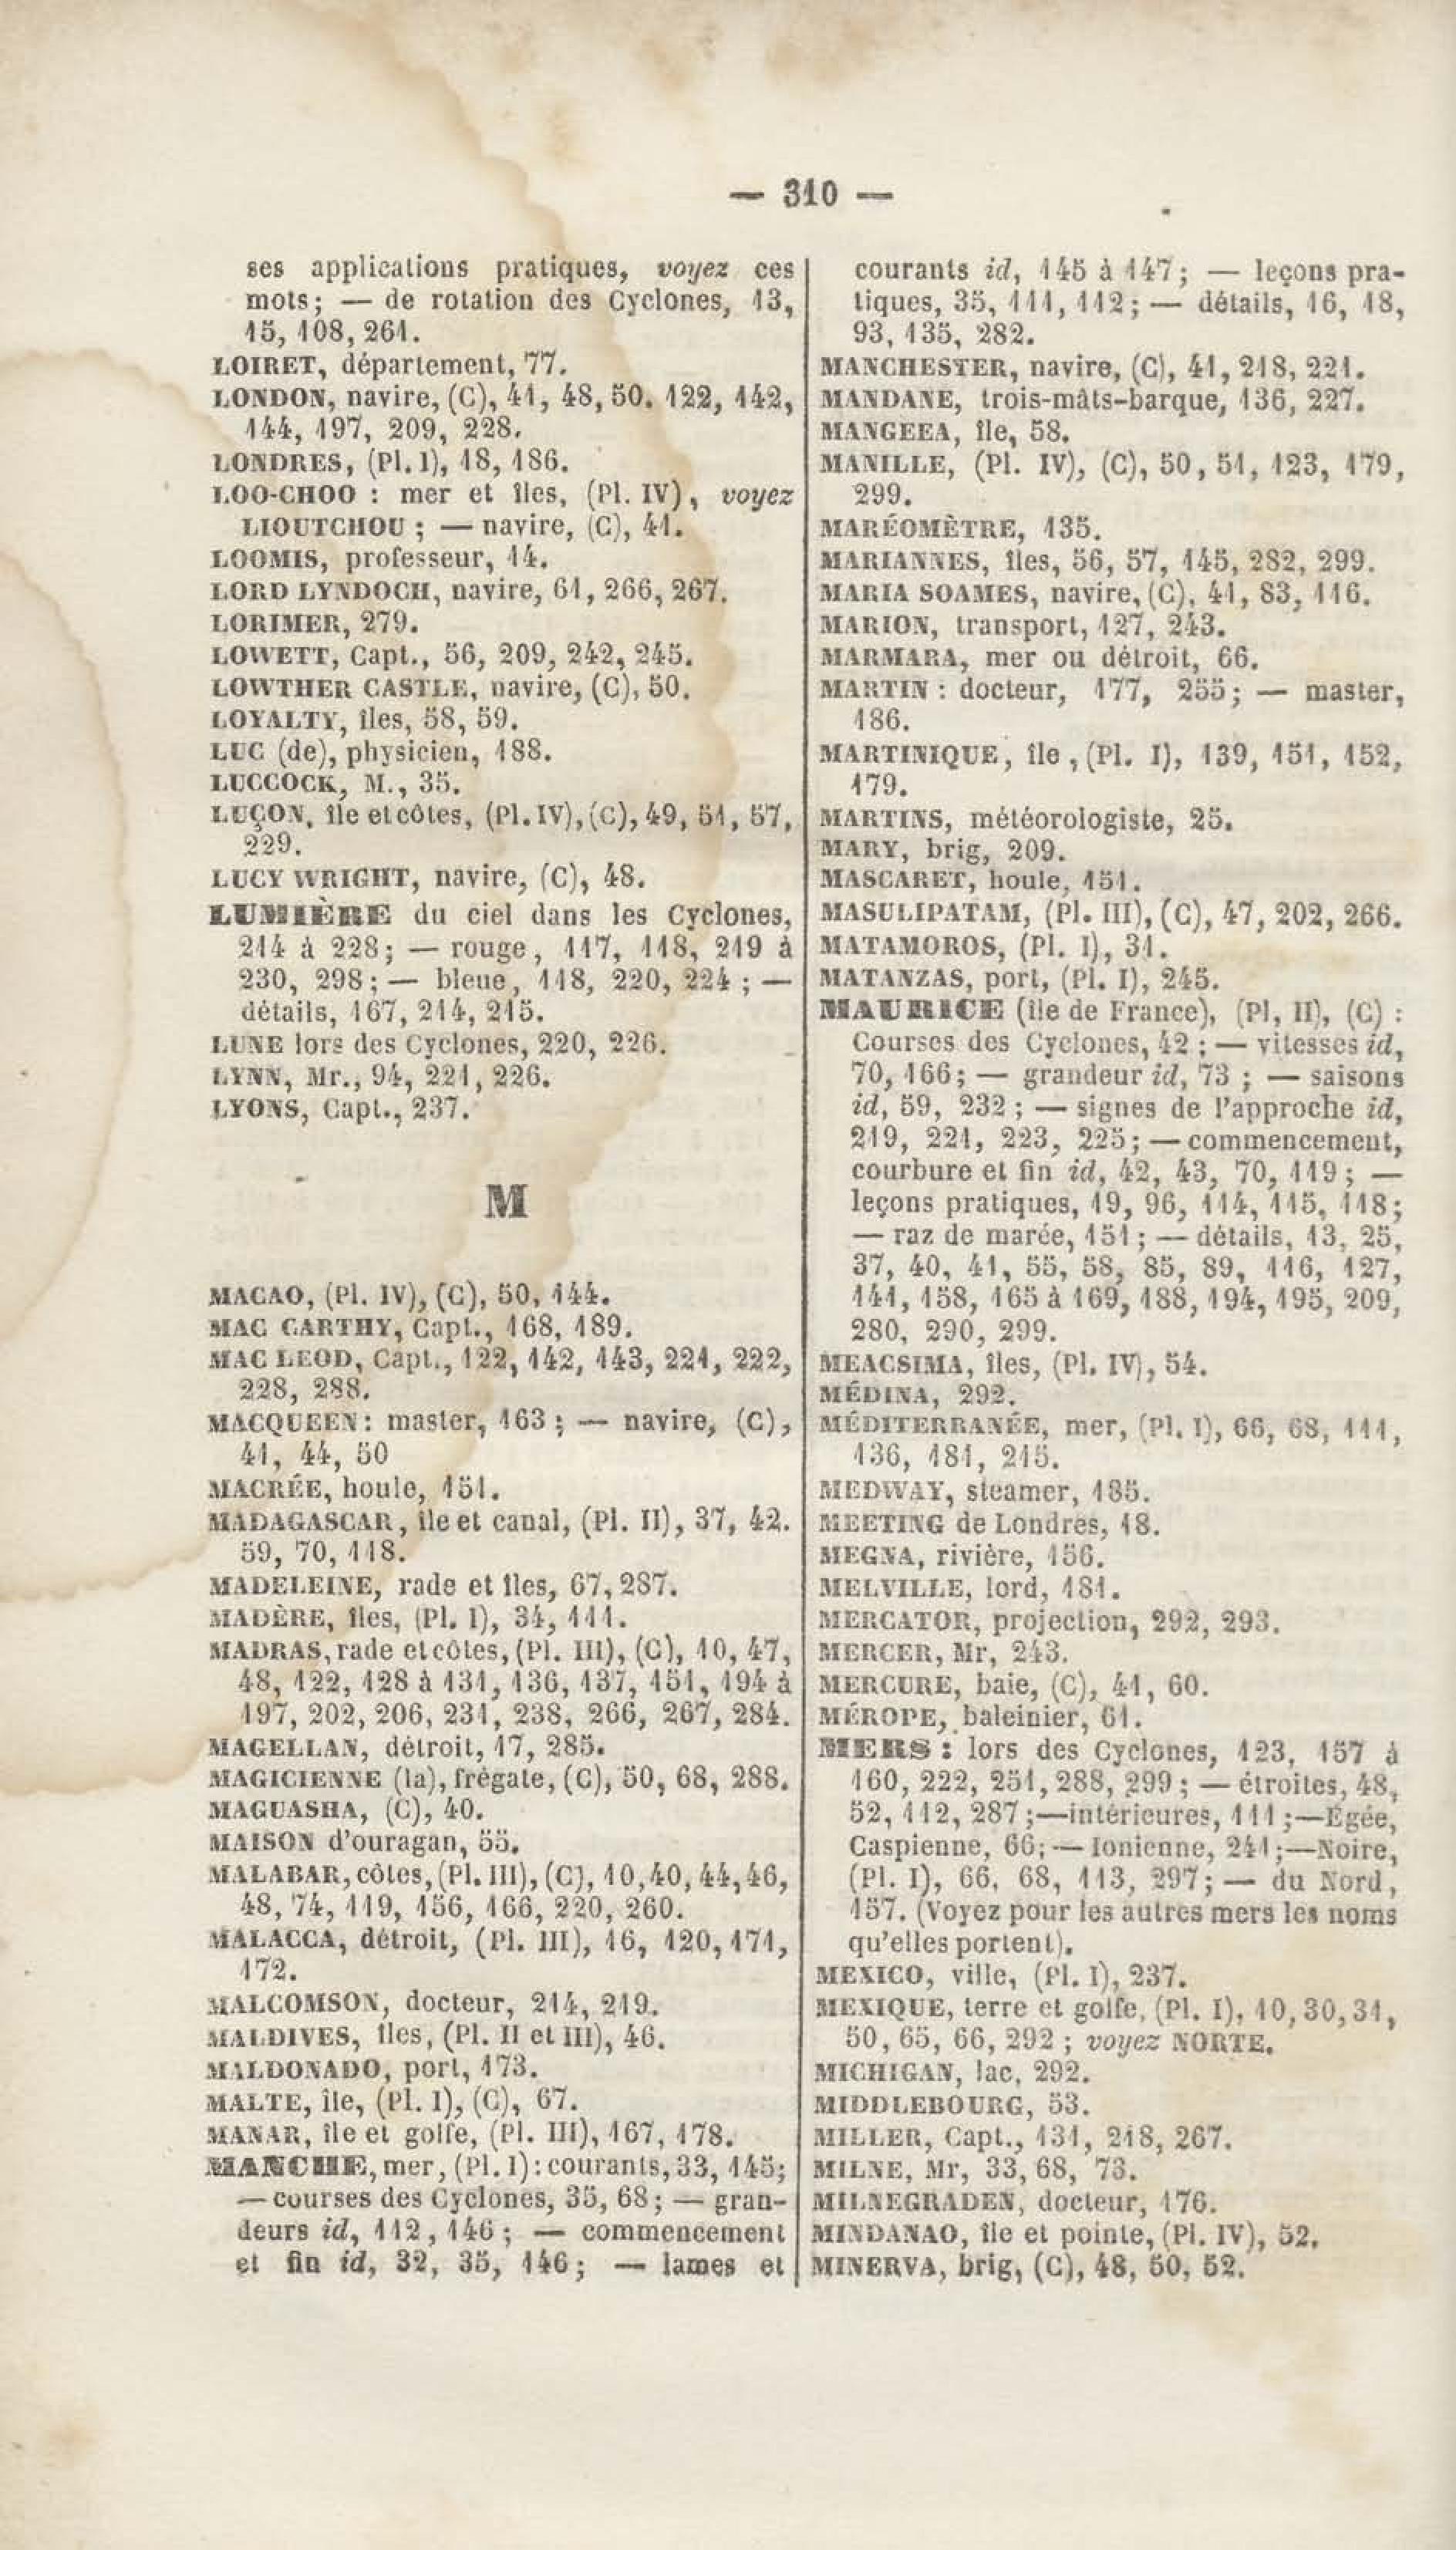 — 310 —
ses applications pratiques, voyez ces
mots; — de rotation des Cyclones, 13,
15, 108, 261.
LOIRET, département, 77.
LONDON, navire, (C), 41, 48, 50. 122, 142,
144, 197, 209, 228.
LONDRES, (Pl. I), 18, 186.
LOO-CHOO : mer et îles, (Pl. IV), voyez
LIOUTCHOU ; — navire, (C), 41.
LOOMIS, professeur, 14.
LORD LYNDOCH, navire, 61, 266, 267.
LORIMER, 279.
LOWETT, Capt., 56, 209, 242, 245.
LOWTHER CASTLE, navire, (C), 50.
LOYALTY, îles, 58, 59.
LUC (de), physicien, 188.
LUCCOCK, M., 35.
LUÇON, île et côtes, (Pl. IV), (C), 49, 51, 57,
229.
LUCY WRIGHT, navire, (C), 48.
LUMIÈRE du ciel dans les Cyclones,
214 à 228; — rouge, 117, 118, 219 à
230, 298; — bleue, 118, 220, 224 ; —
détails, 167, 214, 215.
LUNE lors des Cyclones, 220, 226.
LYNN, Mr., 94, 221, 226.
LYONS, Capt., 237.
M
MACAO, (Pl. IV), (C), 50, 144.
MAC CARTHY, Capt., 168, 189.
MAC LEOD, Capt., 122, 142, 143, 221, 222,
228, 288.
MACQUEEN : master, 163 ; — navire, (C),
41, 44, 50
MACRÉE, houle, 151.
MADAGASCAR, île et canal, (Pl. II), 37, 42.
59, 70, 118.
MADELEINE, rade et îles, 67, 287.
MADÈRE, îles, (Pl. I), 34, 111.
MADRAS, rade et côtes, (Pl. III), (C), 10, 47,
48, 122, 128 à 131, 136, 137, 151, 194 à
197, 202, 206, 231, 238, 266, 267, 284.
MAGELLAN, détroit, 17, 285.
MAGICIENNE (la), frégate, (C), 50, 68, 288.
MAGUASHA, (C), 40.
MAISON d'ouragan, 55.
MALABAR, côtes, (Pl. III), (C), 10, 40, 44, 46,
48, 74, 119, 156, 166, 220, 260.
MALACCA, détroit, (Pl. III), 16, 120, 171,
172.
MALCOMSON, docteur, 214, 219.
MALDIVES, îles, (Pl. II et III), 46.
MALDONADO, port, 173.
MALTE, île, (Pl. I), (C), 67.
MANAR, île et golfe, (Pl. III), 167, 178.
MANCHE, mer, (Pl. I) : courants, 33, 145;
— courses des Cyclones, 35, 68 ; — gran-
deurs id, 112, 146 ; — commencement
et fin id, 32, 35, 146 ; — lames et
courants id, 145 à 147 ; — leçons pra-
tiques, 35, 111, 112 ; — détails, 16, 18,
93, 135, 282.
MANCHESTER, navire, (C), 41, 218, 221.
MANDANE, trois-mâts-barque, 136, 227.
MANGEEA, île, 58.
MANILLE, (Pl. IV), (C), 50, 51, 123, 179,
299.
MARÉOMÈTRE, 135.
MARIANNES, îles, 56, 57, 145, 282, 299.
MARIA SOAMES, navire, (C), 41, 83, 116.
MARION, transport, 127, 243.
MARMARA, mer ou détroit, 66.
MARTIN : docteur, 177, 255 ; — master,
186.
MARTINIQUE, île, (Pl. I), 139, 151, 152,
179.
MARTINS, météorologiste, 25.
MARY, brig, 209.
MASCARET, houle, 151.
MASULIPATAM, (Pl. III), (C), 47, 202, 266.
MATAMOROS, (Pl. I), 31.
MATANZAS, port, (Pl. I), 245.
MAURICE (île de France), (Pl, II), (C) :
Courses des Cyclones, 42 ; — vitesses id,
70, 166 ; — grandeur id, 73 ; — saisons
id, 59, 232 ; — signes de l'approche id,
219, 221, 223, 225 ; — commencement,
courbure et fin id, 42, 43, 70, 119 ; —
leçons pratiques, 19, 96, 114, 115, 118;
— raz de marée, 151 ; — détails, 13, 25,
37, 40, 41, 55, 58, 85, 89, 116, 127,
141, 158, 165 à 169, 188, 194, 195, 209,
280, 290, 299.
MEACSIMA, îles, (Pl. IV), 54.
MÉDINA, 292.
MÉDITERRANÉE, mer, (Pl. I), 66, 68, 111,
136, 181, 215.
MEDWAY, steamer, 185.
MEETING de Londres, 18.
MEGNA, rivière, 156.
MELVILLE, lord, 181.
MERCATOR, projection, 292, 293.
MERCER, Mr, 243.
MERCURE, baie, (C), 41, 60.
MÉROPE, baleinier, 61.
MERS : lors des Cyclones, 123, 157 à
160, 222, 251, 288, 299 ; — étroites, 48,
52, 112, 287 ;—intérieures, 111 ;—Egée,
Caspienne, 66; — Ionienne, 241 ;—Noire,
(Pl. I), 66, 68, 113, 297 ; — du Nord,
157. (Voyez pour les autres mers les noms
qu'elles portent).
MEXICO, ville, (Pl. I), 237.
MEXIQUE, terre et golfe, (Pl. I), 10, 30, 31,
50, 65, 66, 292 ; voyez NORTE.
MICHIGAN, lac, 292.
MIDDLEBOURG, 53.
MILLER, Capt., 131, 218, 267.
MILNE, Mr, 33, 68, 73.
MILNEGRADEN, docteur, 176.
MINDANAO, île et pointe, (Pl. IV), 52.
MINERVA, brig, (C), 48, 50, 52.